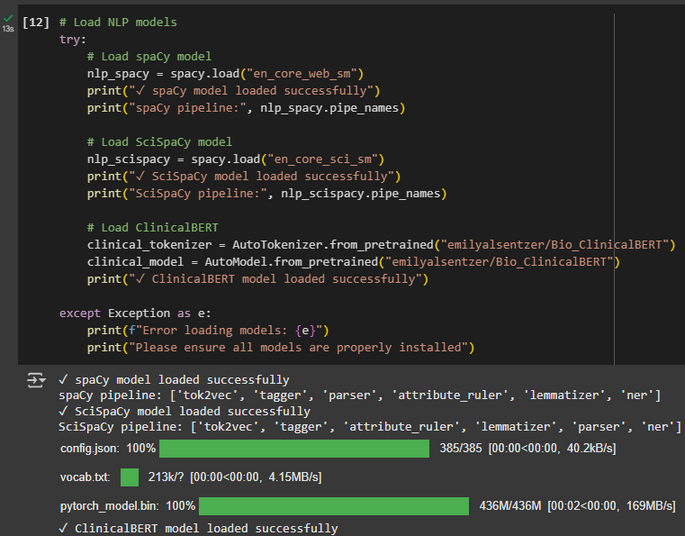 [12] # Load NLP models
13s
try:
    # Load spaCy model
    nlp_spacy = spacy.load("en_core_web_sm")
    print("✓ spaCy model loaded successfully")
    print("spaCy pipeline:", nlp_spacy.pipe_names)

    # Load SciSpaCy model
    nlp_scispacy = spacy.load("en_core_sci_sm")
    print("✓ SciSpaCy model loaded successfully")
    print("SciSpaCy pipeline:", nlp_scispacy.pipe_names)

    # Load ClinicalBERT
    clinical_tokenizer = AutoTokenizer.from_pretrained("emilyalsentzer/Bio_ClinicalBERT")
    clinical_model = AutoModel.from_pretrained("emilyalsentzer/Bio_ClinicalBERT")
    print("✓ ClinicalBERT model loaded successfully")

except Exception as e:
    print(f"Error loading models: {e}")
    print("Please ensure all models are properly installed")
✓ spaCy model loaded successfully
spaCy pipeline: ['tok2vec', 'tagger', 'parser', 'attribute_ruler', 'lemmatizer', 'ner']
✓ SciSpaCy model loaded successfully
SciSpaCy pipeline: ['tok2vec', 'tagger', 'attribute_ruler', 'lemmatizer', 'parser', 'ner']
config.json: 100% 385/385 [00:00<00:00, 40.2kB/s]
vocab.txt: 213k/? [00:00<00:00, 4.15MB/s]
pytorch_model.bin: 100% 436M/436M [00:02<00:00, 169MB/s]
✓ ClinicalBERT model loaded successfully